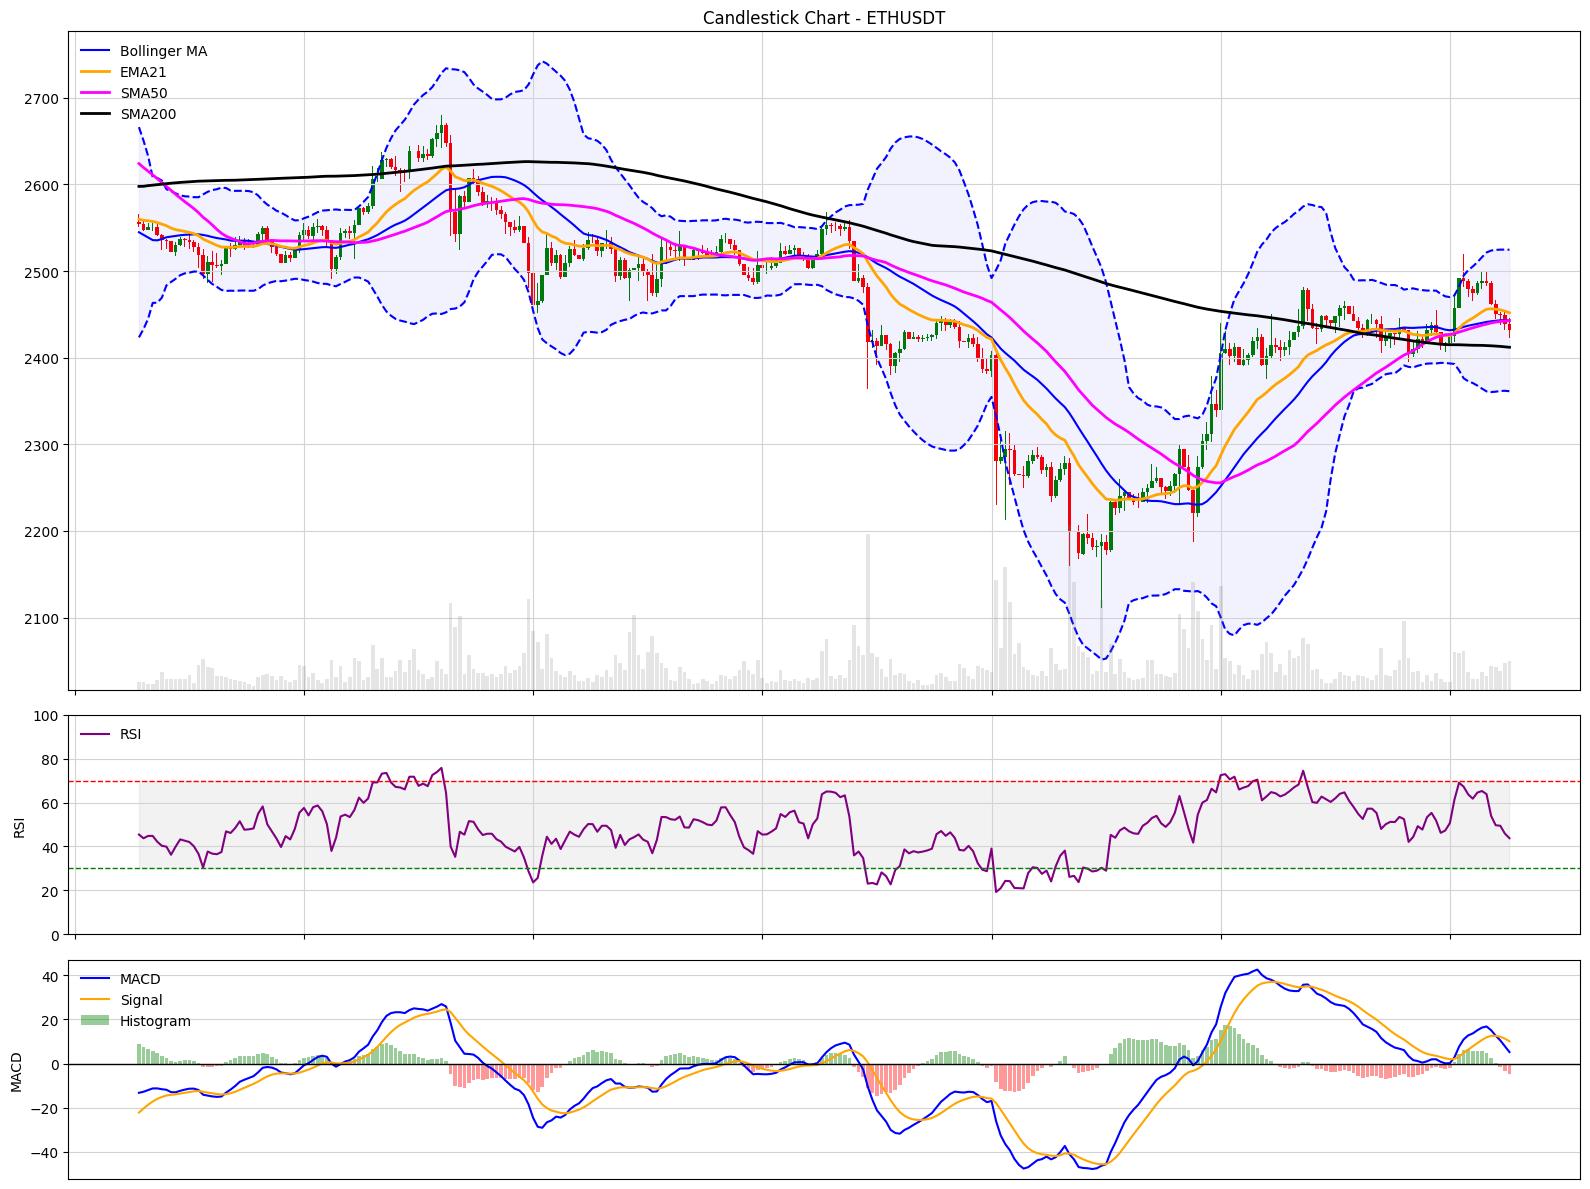 Candlestick Chart - ETHUSDT
Bollinger MA
EMA21
SMA50
SMA200
2700
2600
2500
2400
2300
2200
2100
RSI
100
80
60
40
20
0
RSI
MACD
Signal
Histogram
40
20
0
−20
−40
MACD